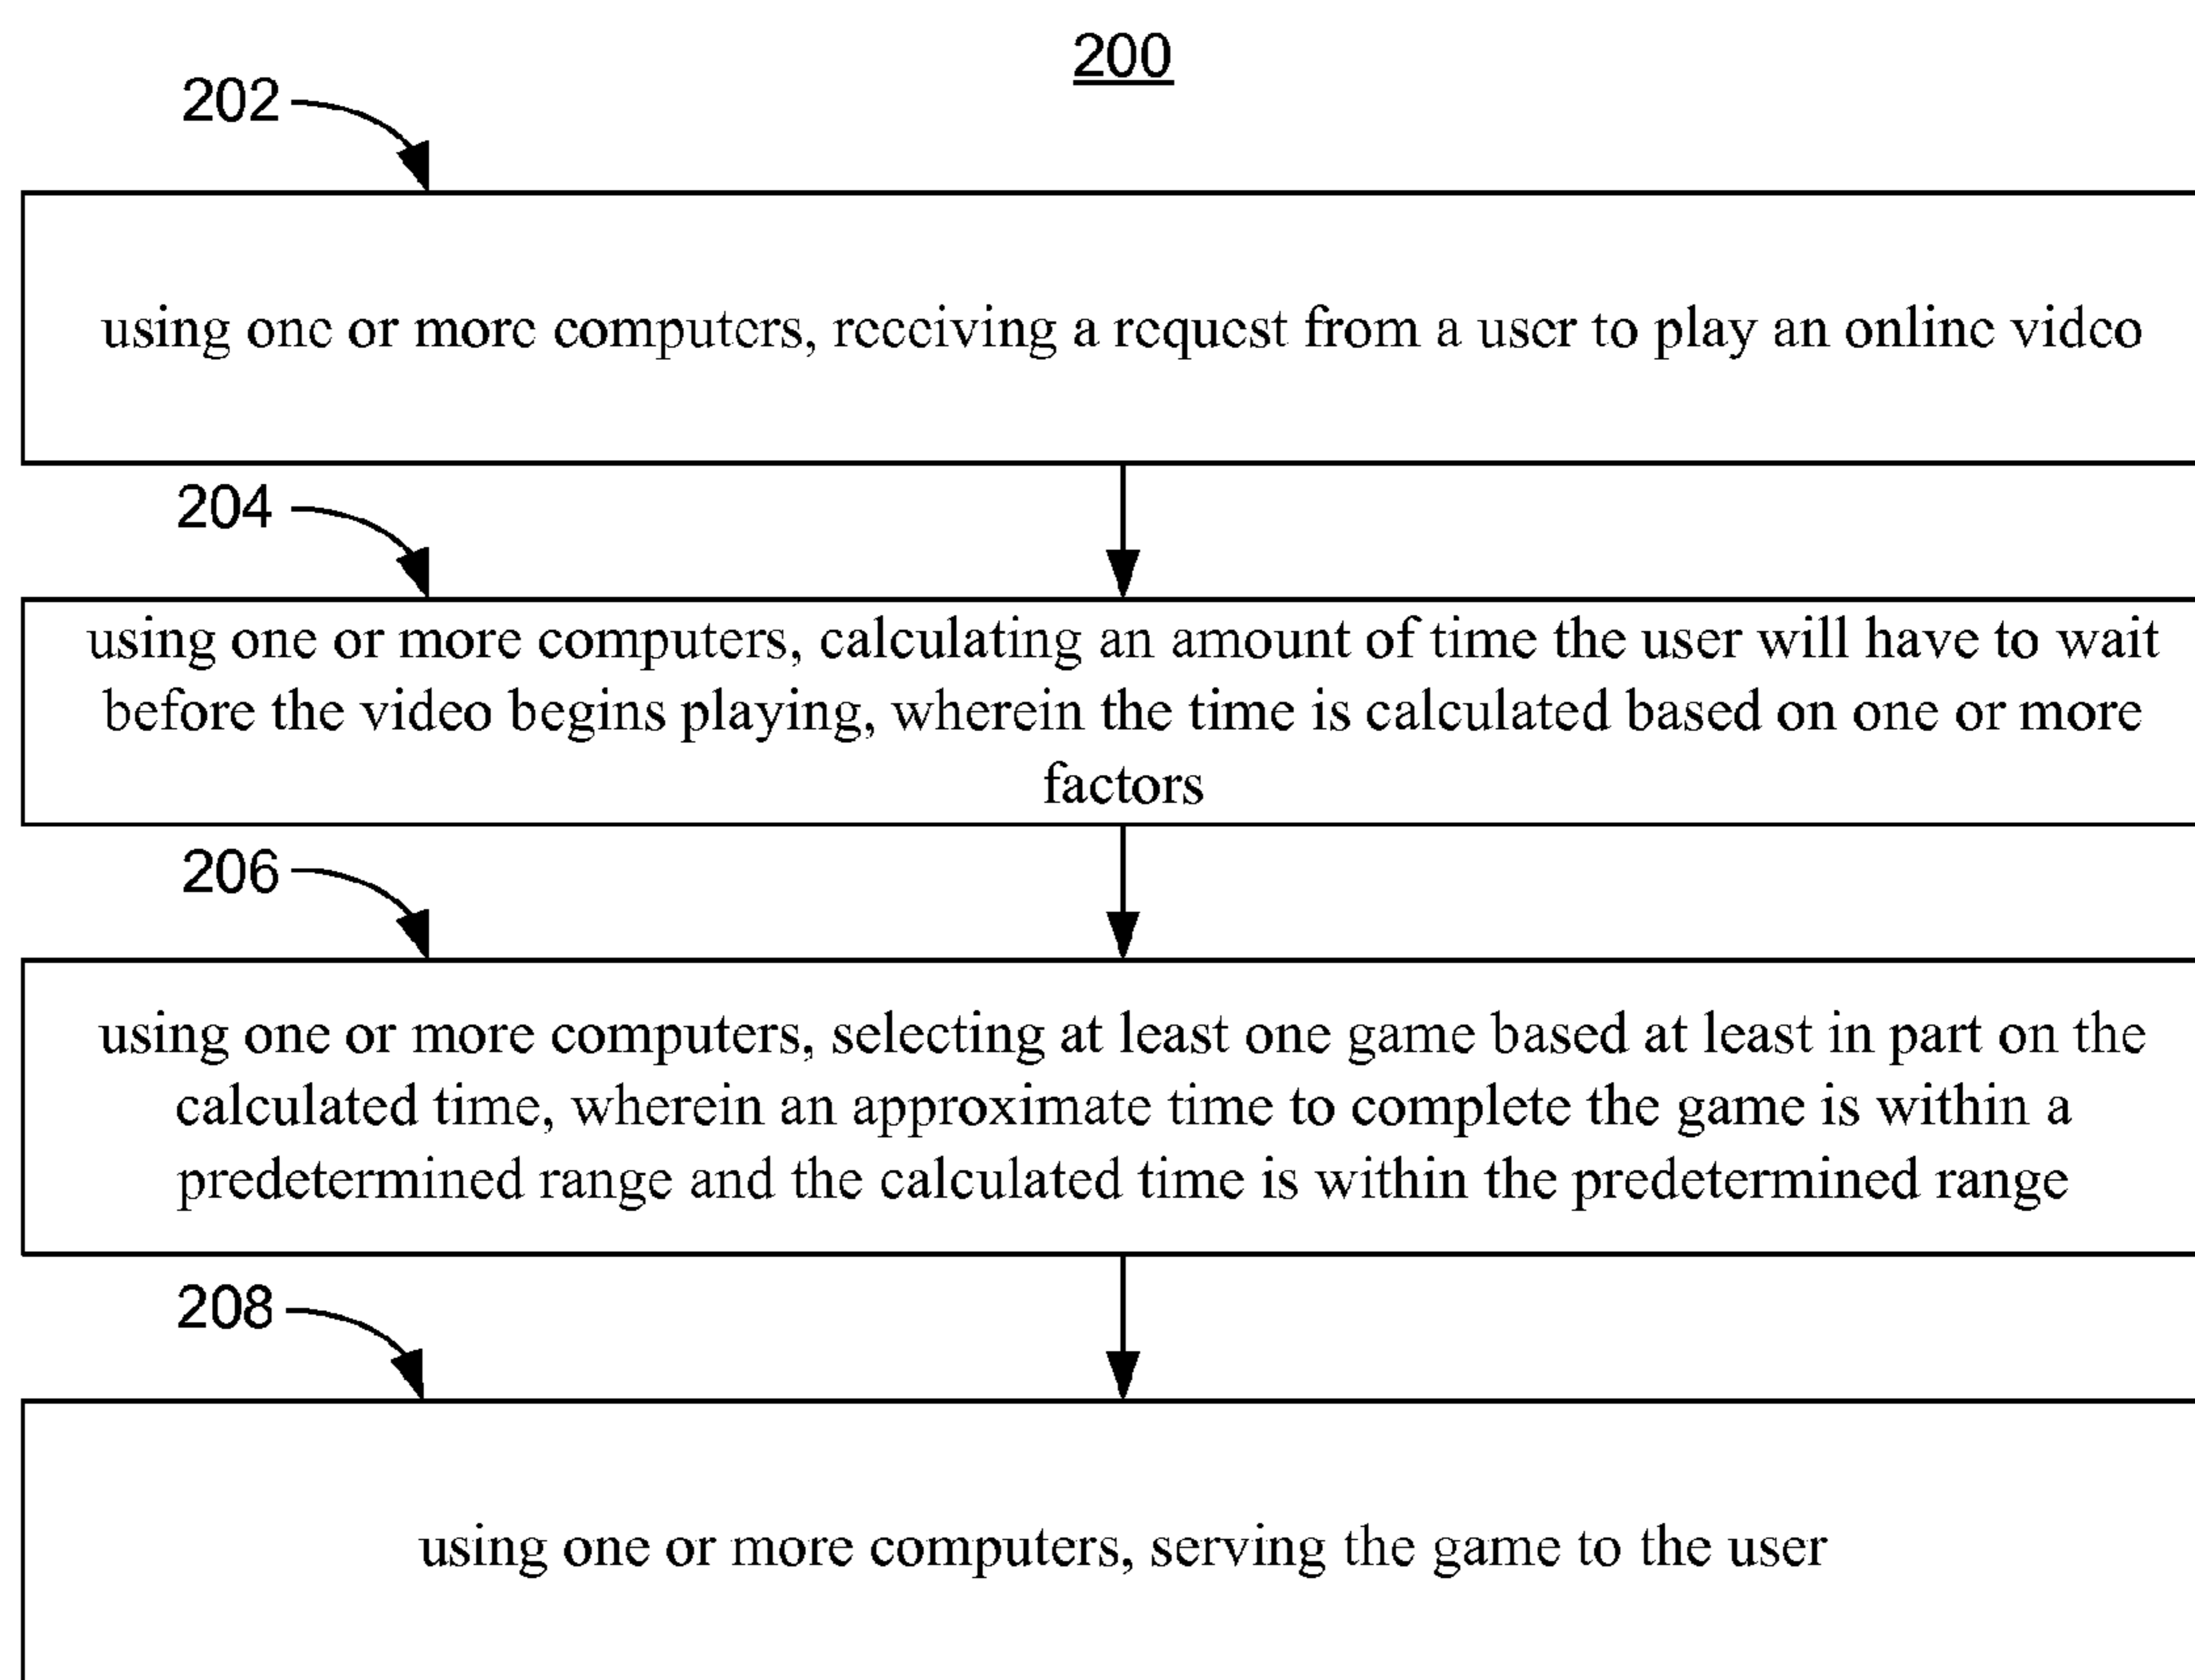 200
202
using one or more computers, receiving a request from a user to play an online video
204
using one or more computers, calculating an amount of time the user will have to wait
before the video begins playing, wherein the time is calculated based on one or more
factors
206
using one or more computers, selecting at least one game based at least in part on the
calculated time, wherein an approximate time to complete the game is within a
predetermined range and the calculated time is within the predetermined range
208
using one or more computers, serving the game to the user